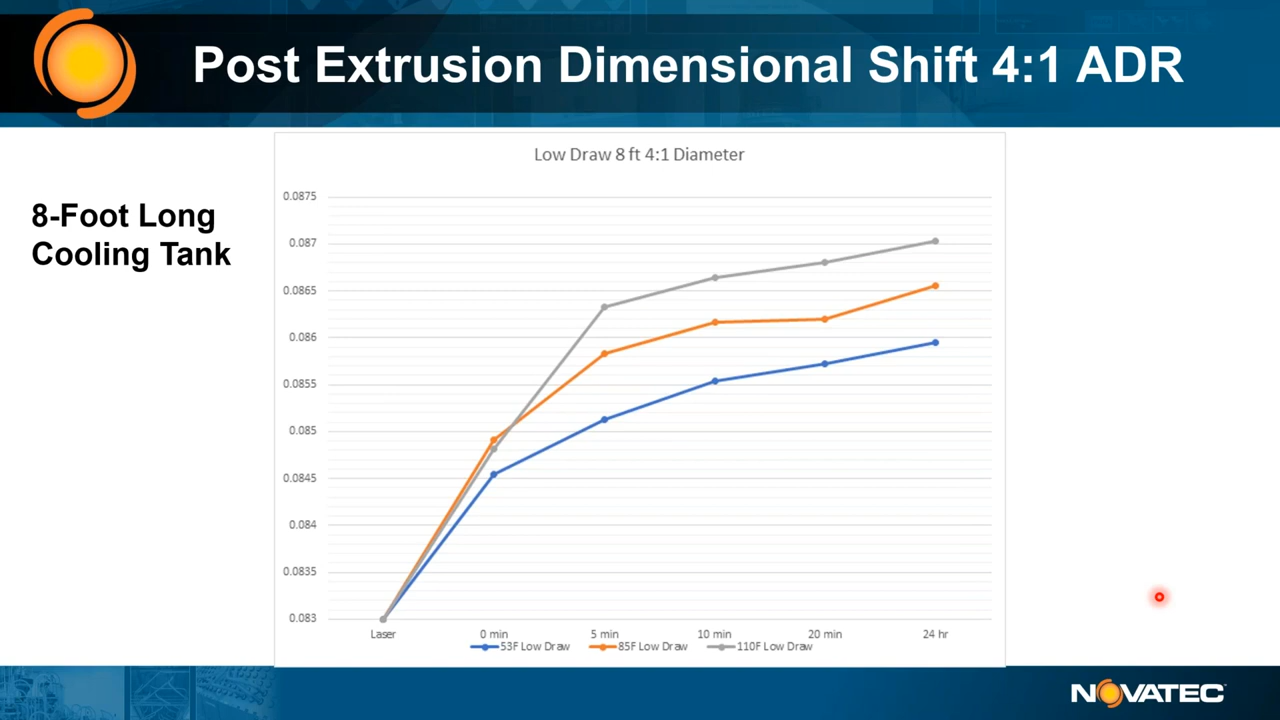 Post Extrusion Dimensional Shift 4:1 ADR
8-Foot Long
Cooling Tank
Low Draw 8 ft 4:1 Diameter
0.0875
0.087
0.0865
0.086
0.0855
0.085
0.0845
0.084
0.0835
0.083
Laser 0 min 5 min 10 min 20 min 24 hr
53F Low Draw 85F Low Draw 110F Low Draw
NOVATEC